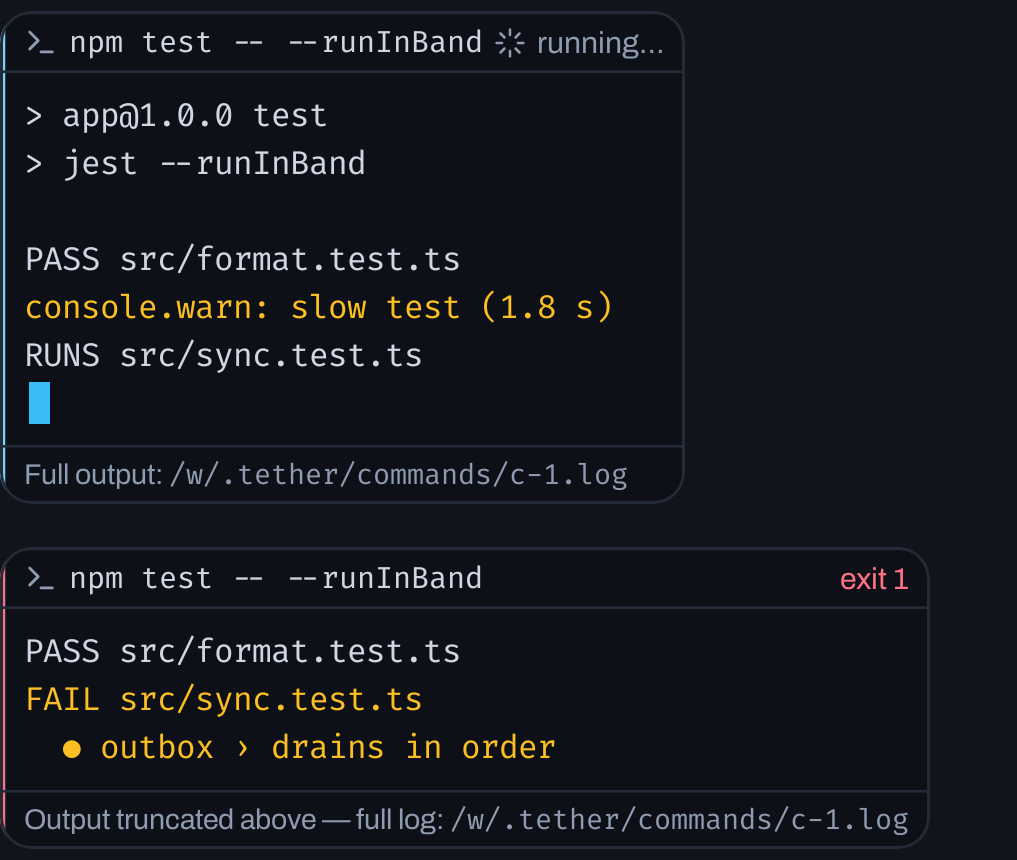 >_ npm test -- --runInBand running…
> app@1.0.0 test
> jest --runInBand
PASS src/format.test.ts
console.warn: slow test (1.8 s)
RUNS src/sync.test.ts
Full output: /w/.tether/commands/c-1.log
>_ npm test -- --runInBand exit 1
PASS src/format.test.ts
FAIL src/sync.test.ts
● outbox › drains in order
Output truncated above — full log: /w/.tether/commands/c-1.log